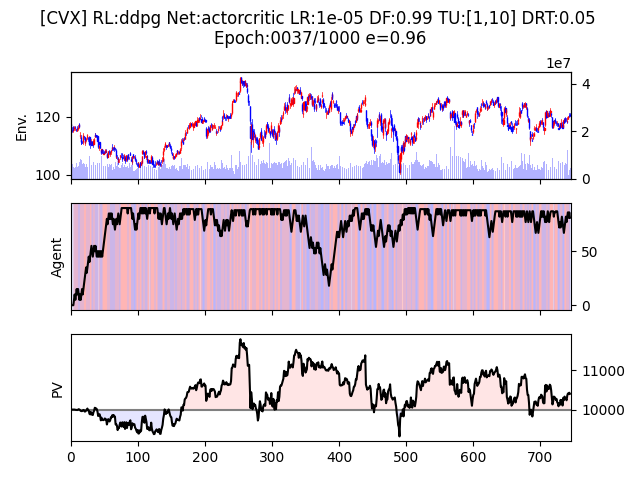 [CVX] RL:ddpg Net:actorcritic LR:1e-05 DF:0.99 TU:[1,10] DRT:0.05
Epoch:0037/1000 e=0.96
1e7
Env.
120
100
4
2
0
Agent
50
0
PV
11000
10000
0 100 200 300 400 500 600 700